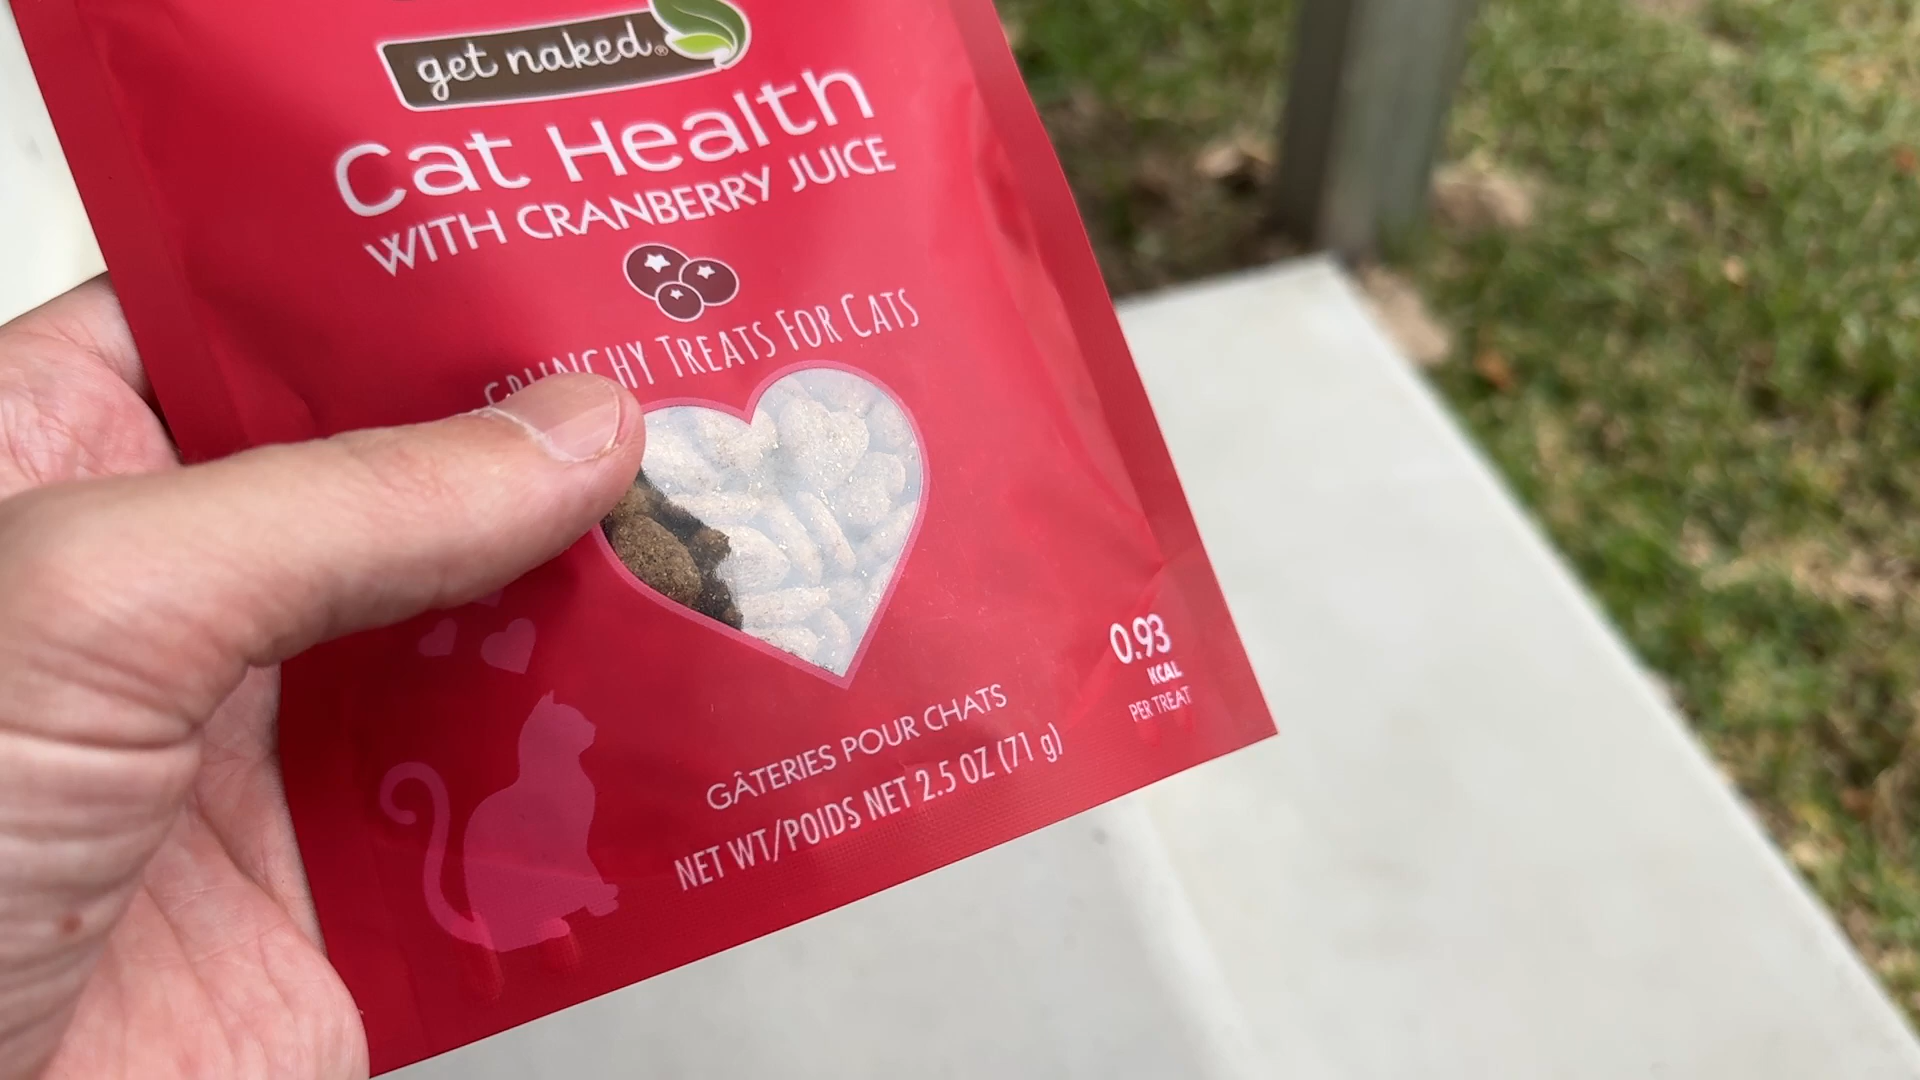 get naked®
Cat Health
WITH CRANBERRY JUICE
CRUNCHY TREATS FOR CATS
0.93
KCAL
PER TREAT
GÂTERIES POUR CHATS
NET WT/POIDS NET 2.5 OZ (71 g)